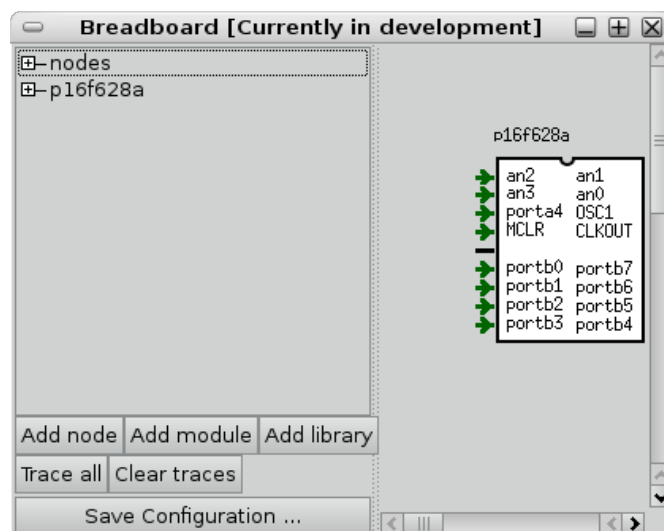 Breadboard [Currently in development]
nodes
p16f628a
p16f628a
an2 an1
an3 an0
porta4 OSC1
MCLR CLKOUT
portb0 portb7
portb1 portb6
portb2 portb5
portb3 portb4
Add node Add module Add library
Trace all Clear traces
Save Configuration ...